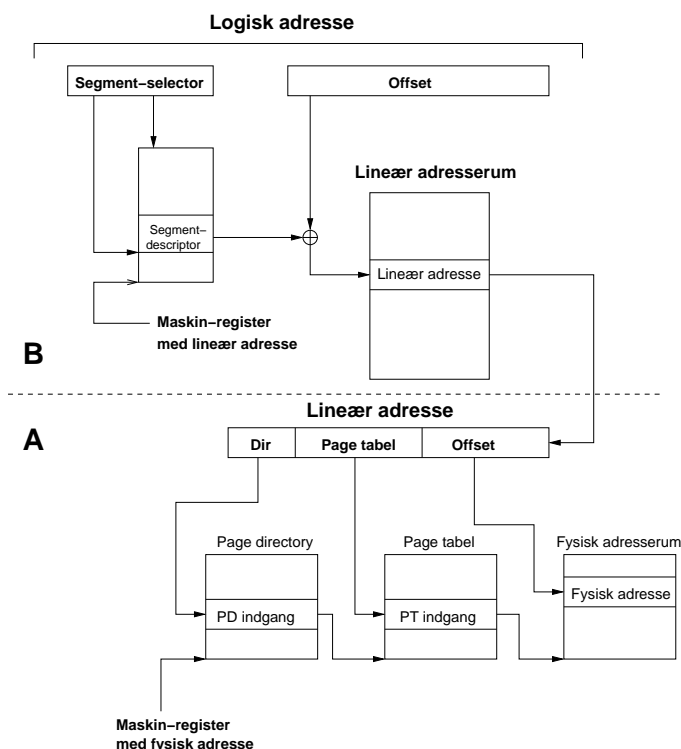 Logisk adresse
Segment–selector
Offset
Lineær adresserum
Segment–
descriptor
Lineær adresse
Maskin–register
med lineær adresse
B
Lineær adresse
A
Dir
Page tabel
Offset
Page directory
Page tabel
Fysisk adresserum
Fysisk adresse
PD indgang
PT indgang
Maskin–register
med fysisk adresse